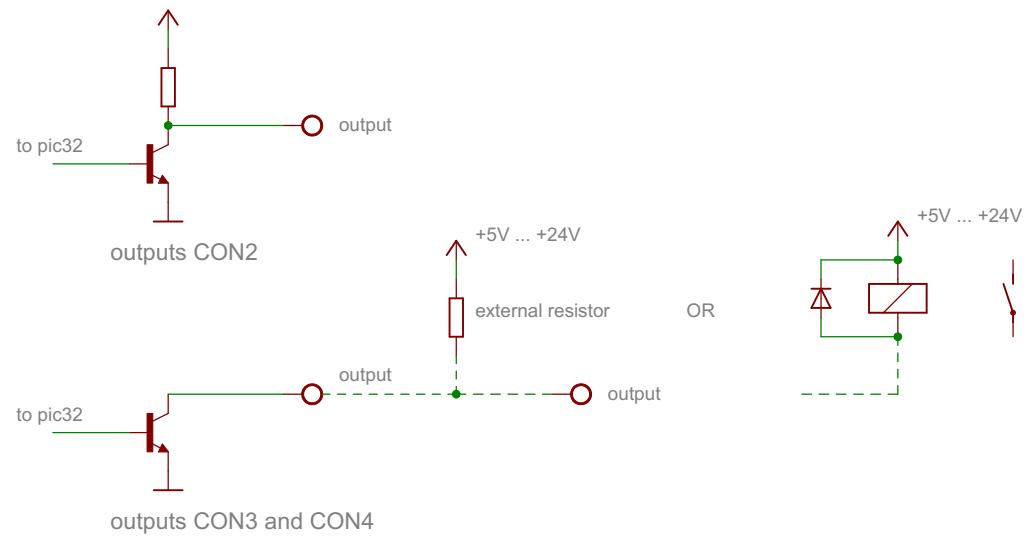 to pic32
output
outputs CON2
+5V ... +24V
+5V ... +24V
external resistor
OR
output
output
to pic32
outputs CON3 and CON4